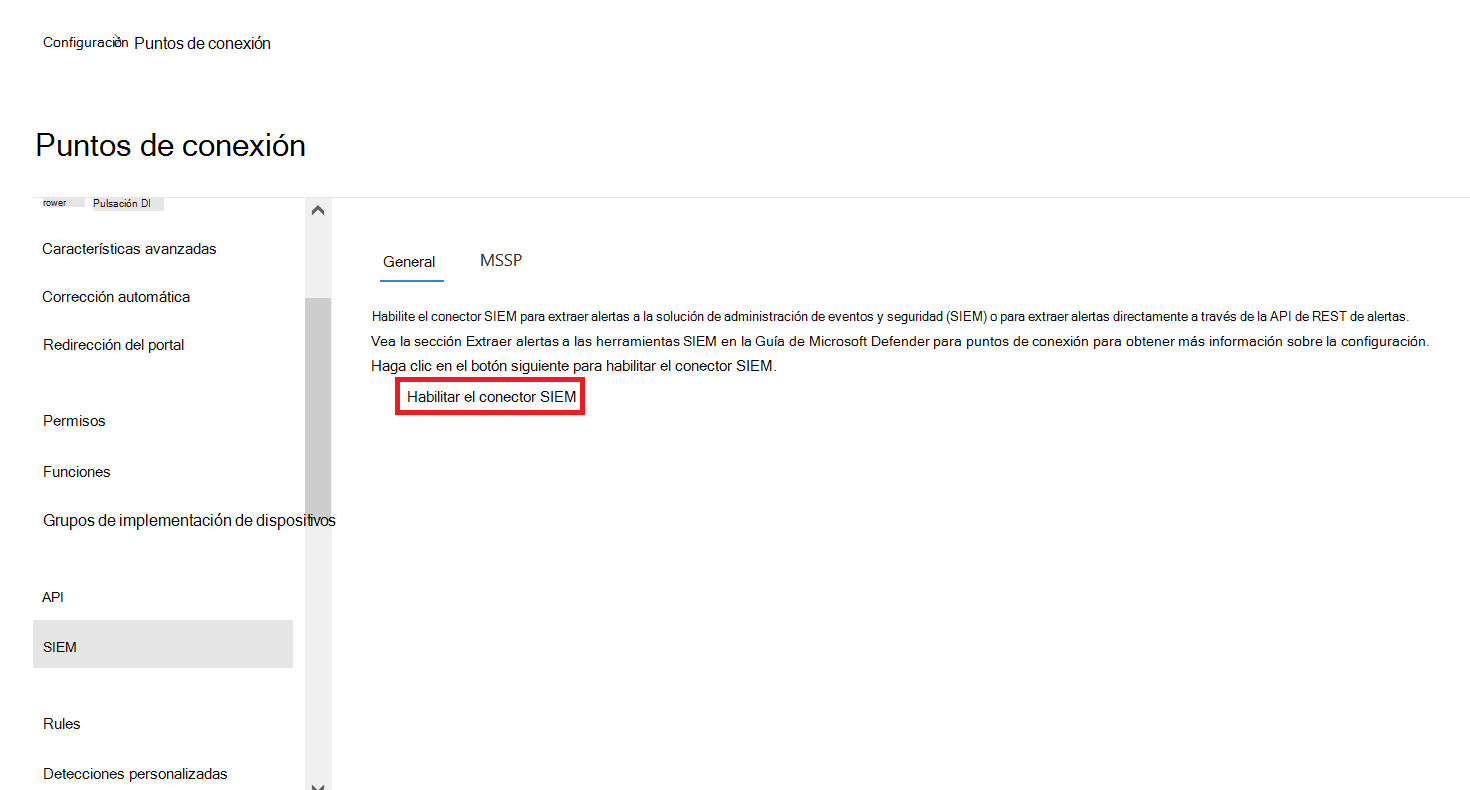 Configuración Puntos de conexión
Puntos de conexión
rower Pulsación DI
Características avanzadas
Corrección automática
Redirección del portal
Permisos
Funciones
Grupos de implementación de dispositivos
API
SIEM
Rules
Detecciones personalizadas
General MSSP
Habilite el conector SIEM para extraer alertas a la solución de administración de eventos y seguridad (SIEM) o para extraer alertas directamente a través de la API de REST de alertas.
Vea la sección Extraer alertas a las herramientas SIEM en la Guía de Microsoft Defender para puntos de conexión para obtener más información sobre la configuración.
Haga clic en el botón siguiente para habilitar el conector SIEM.
Habilitar el conector SIEM